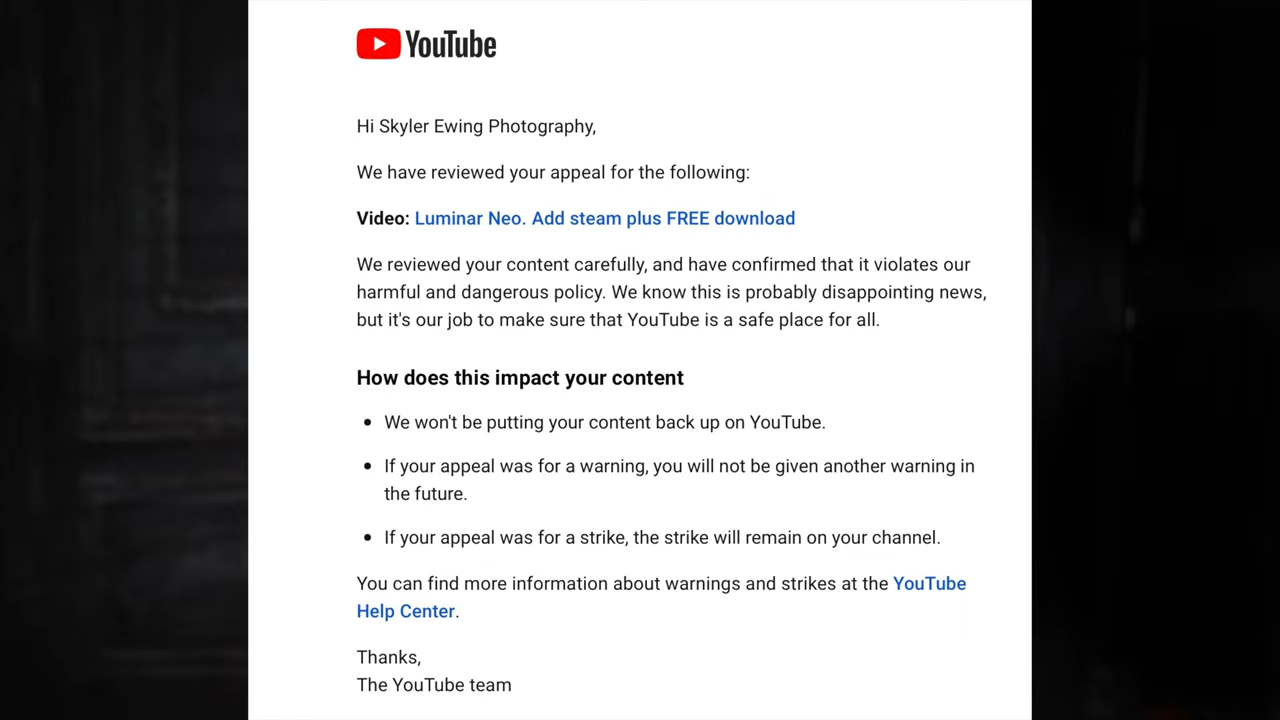 YouTube
Hi Skyler Ewing Photography,
We have reviewed your appeal for the following:
Video: Luminar Neo. Add steam plus FREE download
We reviewed your content carefully, and have confirmed that it violates our
harmful and dangerous policy. We know this is probably disappointing news,
but it's our job to make sure that YouTube is a safe place for all.
How does this impact your content
• We won't be putting your content back up on YouTube.
• If your appeal was for a warning, you will not be given another warning in
the future.
• If your appeal was for a strike, the strike will remain on your channel.
You can find more information about warnings and strikes at the YouTube
Help Center.
Thanks,
The YouTube team